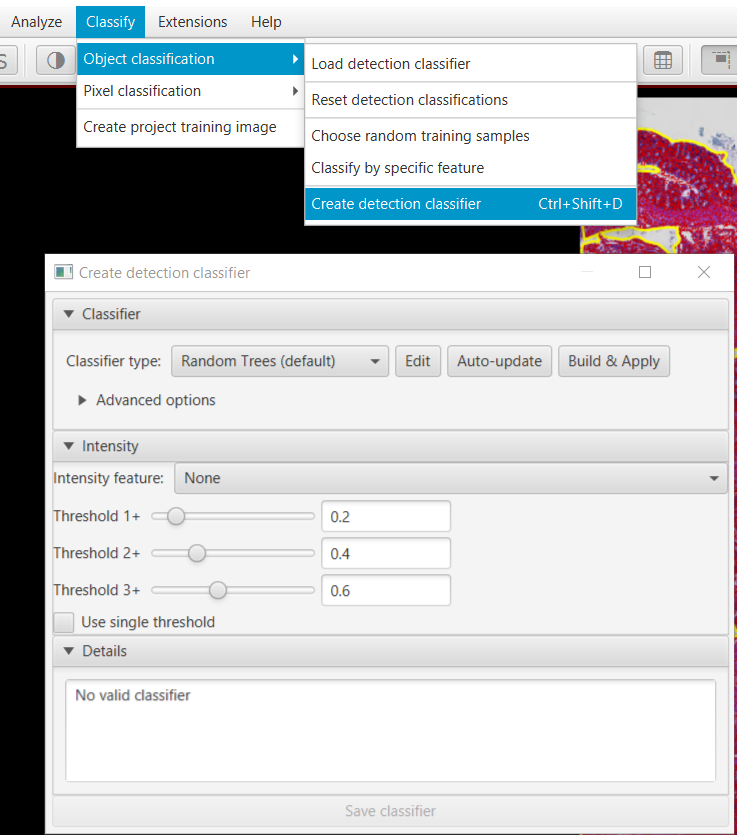 Analyze Classify Extensions Help
S
Object classification
Pixel classification
Create project training image
Load detection classifier
Reset detection classifications
Choose random training samples
Classify by specific feature
Create detection classifier Ctrl+Shift+D
Create detection classifier
Classifier
Classifier type: Random Trees (default) Edit Auto-update Build & Apply
Advanced options
Intensity
Intensity feature: None
Threshold 1+ 0.2
Threshold 2+ 0.4
Threshold 3+ 0.6
Use single threshold
Details
No valid classifier
Save classifier